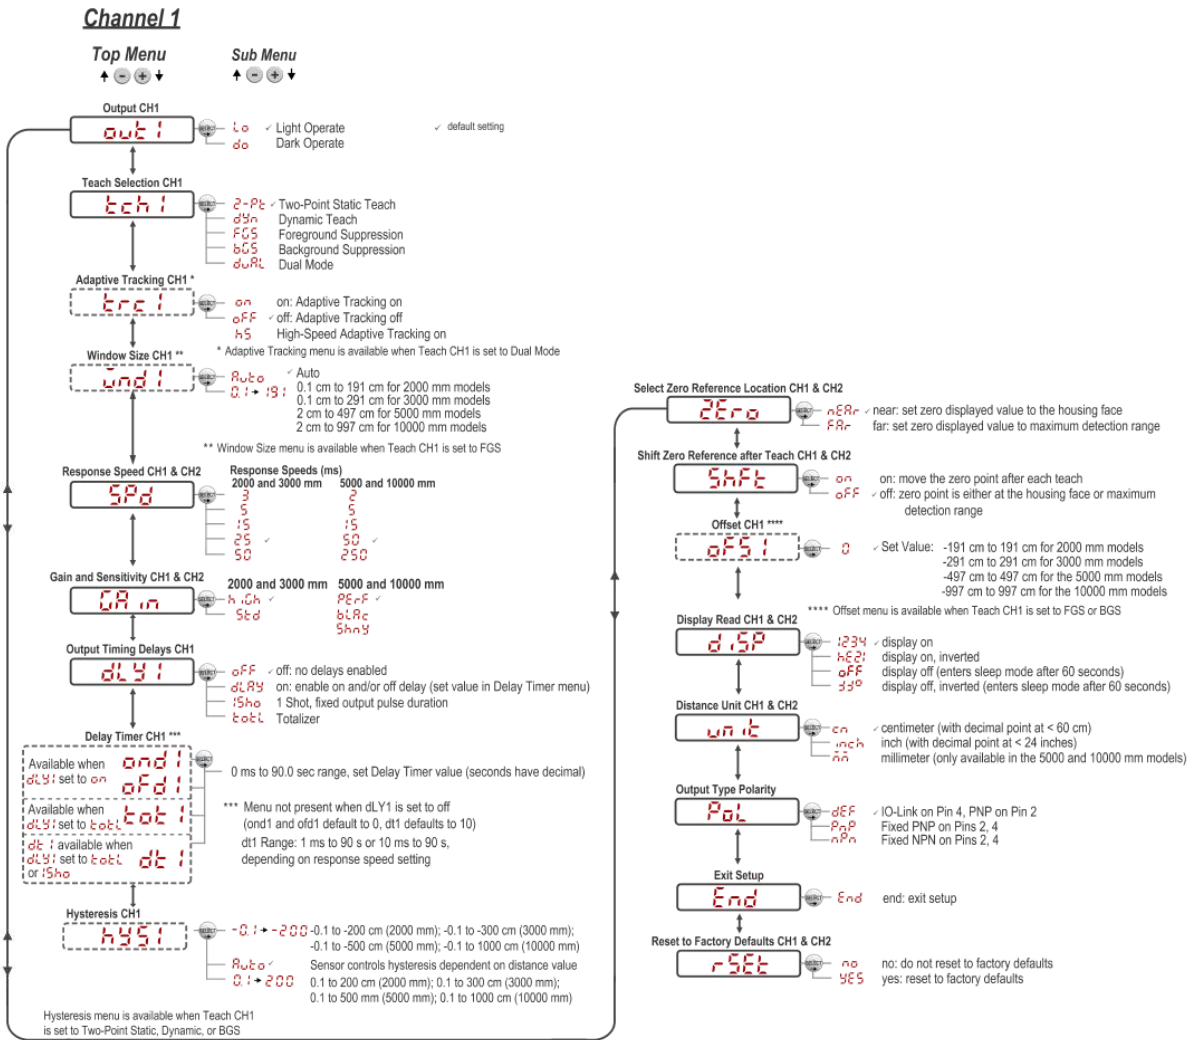 Channel 1
Top Menu
Sub Menu
Output CH1
out1
SELECT
Lo ✓ Light Operate
do Dark Operate
✓ default setting
Teach Selection CH1
tch1
SELECT
2-Pt ✓ Two-Point Static Teach
dyn Dynamic Teach
FGS Foreground Suppression
bGS Background Suppression
duAL Dual Mode
Adaptive Tracking CH1 *
trc1
SELECT
on on: Adaptive Tracking on
oFF ✓ off: Adaptive Tracking off
hS High-Speed Adaptive Tracking on
* Adaptive Tracking menu is available when Teach CH1 is set to Dual Mode
Window Size CH1 **
wnd1
SELECT
Auto ✓ Auto
0.1 → 191 0.1 cm to 191 cm for 2000 mm models
0.1 cm to 291 cm for 3000 mm models
2 cm to 497 cm for 5000 mm models
2 cm to 997 cm for 10000 mm models
** Window Size menu is available when Teach CH1 is set to FGS
Response Speed CH1 & CH2
SPd
SELECT
Response Speeds (ms)
2000 and 3000 mm 5000 and 10000 mm
3 2
5 5
15 15
25 ✓ 50 ✓
50 250
Gain and Sensitivity CH1 & CH2
GAin
SELECT
2000 and 3000 mm 5000 and 10000 mm
hiGh ✓ PErF ✓
Std bLAc
ShnY
Output Timing Delays CH1
dLY1
SELECT
oFF ✓ off: no delays enabled
dLAY on: enable on and/or off delay (set value in Delay Timer menu)
1Sho 1 Shot, fixed output pulse duration
totL Totalizer
Delay Timer CH1 ***
Available when
dLY1 set to on
ond1
oFd1
Available when
dLY1 set to totL
tot1
dt1 available when
dLY1 set to totL
or 1Sho
dt1
SELECT
0 ms to 90.0 sec range, set Delay Timer value (seconds have decimal)
*** Menu not present when dLY1 is set to off
(ond1 and ofd1 default to 0, dt1 defaults to 10)
dt1 Range: 1 ms to 90 s or 10 ms to 90 s,
depending on response speed setting
Hysteresis CH1
hYS1
SELECT
-0.1 → -200 -0.1 to -200 cm (2000 mm); -0.1 to -300 cm (3000 mm);
-0.1 to -500 cm (5000 mm); -0.1 to 1000 cm (10000 mm)
Auto ✓ Sensor controls hysteresis dependent on distance value
0.1 → 200 0.1 to 200 cm (2000 mm); 0.1 to 300 cm (3000 mm);
0.1 to 500 mm (5000 mm); 0.1 to 1000 cm (10000 mm)
Hysteresis menu is available when Teach CH1
is set to Two-Point Static, Dynamic, or BGS
Select Zero Reference Location CH1 & CH2
ZEro
SELECT
nEAr ✓ near: set zero displayed value to the housing face
FAr far: set zero displayed value to maximum detection range
Shift Zero Reference after Teach CH1 & CH2
ShFt
SELECT
on on: move the zero point after each teach
oFF ✓ off: zero point is either at the housing face or maximum
detection range
Offset CH1 ****
oFS1
SELECT
0 ✓ Set Value: -191 cm to 191 cm for 2000 mm models
-291 cm to 291 cm for 3000 mm models
-497 cm to 497 cm for the 5000 mm models
-997 cm to 997 cm for the 10000 mm models
**** Offset menu is available when Teach CH1 is set to FGS or BGS
Display Read CH1 & CH2
diSP
SELECT
1234 ✓ display on
display on, inverted
oFF display off (enters sleep mode after 60 seconds)
display off, inverted (enters sleep mode after 60 seconds)
Distance Unit CH1 & CH2
unit
SELECT
cn ✓ centimeter (with decimal point at < 60 cm)
inch inch (with decimal point at < 24 inches)
millimeter (only available in the 5000 and 10000 mm models)
Output Type Polarity
PoL
SELECT
dEF ✓ IO-Link on Pin 4, PNP on Pin 2
PnP Fixed PNP on Pins 2, 4
nPn Fixed NPN on Pins 2, 4
Exit Setup
End
SELECT
End end: exit setup
Reset to Factory Defaults CH1 & CH2
rSEt
SELECT
no no: do not reset to factory defaults
YES yes: reset to factory defaults